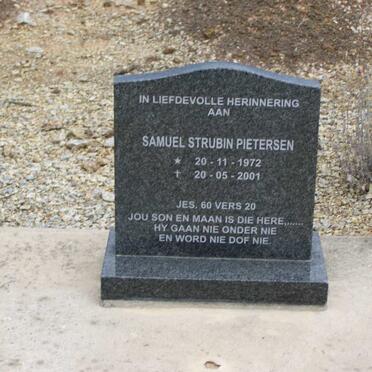 IN LIEFDEVOLLE HERINNERING
AAN
SAMUEL STRUBIN PIETERSEN
★ 20 - 11 - 1972
✝ 20 - 05 - 2001
JES. 60 VERS 20
JOU SON EN MAAN IS DIE HERE,......
HY GAAN NIE ONDER NIE
EN WORD NIE DOF NIE.